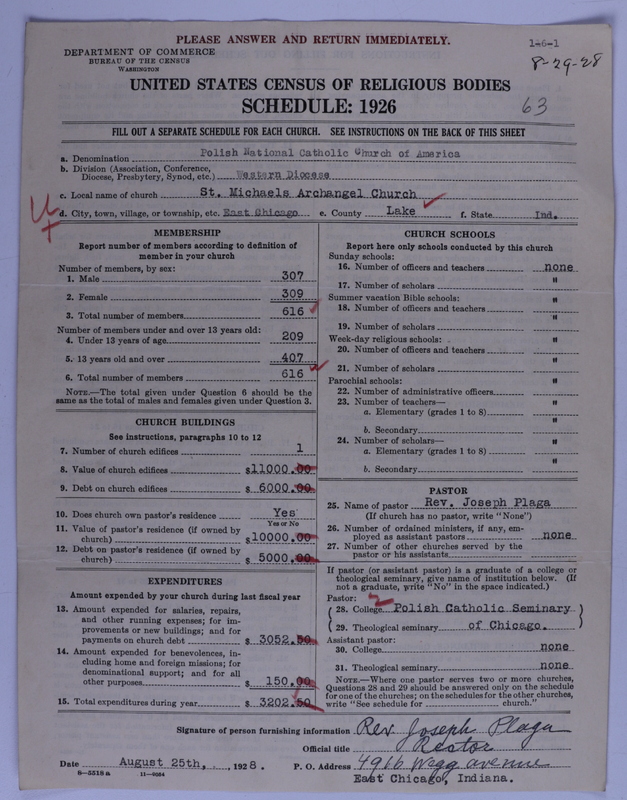 PLEASE ANSWER AND RETURN IMMEDIATELY.
1-6-1
DEPARTMENT OF COMMERCE
BUREAU OF THE CENSUS
WASHINGTON
8-29-28
UNITED STATES CENSUS OF RELIGIOUS BODIES
SCHEDULE: 1926
63
FILL OUT A SEPARATE SCHEDULE FOR EACH CHURCH. SEE INSTRUCTIONS ON THE BACK OF THIS SHEET
a. Denomination Polish National Catholic Church of America
b. Division (Association, Conference,
Diocese, Presbytery, Synod, etc.) Western Diocese
c. Local name of church St. Michaels Archangel Church
d. City, town, village, or township, etc. East Chicago e. County Lake f. State Ind.
MEMBERSHIP
Report number of members according to definition of
member in your church
Number of members, by sex:
1. Male 307
2. Female 309
3. Total number of members 616
Number of members under and over 13 years old:
4. Under 13 years of age 209
5. 13 years old and over 407
6. Total number of members 616
NOTE.—The total given under Question 6 should be the
same as the total of males and females given under Question 3.
CHURCH BUILDINGS
See instructions, paragraphs 10 to 12
7. Number of church edifices 1
8. Value of church edifices $11000.00
9. Debt on church edifices $ 6000.00
10. Does church own pastor's residence? Yes
Yes or No
11. Value of pastor's residence (if owned by
church) $10000.00
12. Debt on pastor's residence (if owned by
church) $ 5000.00
EXPENDITURES
Amount expended by your church during last fiscal year
13. Amount expended for salaries, repairs,
and other running expenses; for im-
provements or new buildings; and for
payments on church debt $ 3052.50
14. Amount expended for benevolences, in-
cluding home and foreign missions; for
denominational support; and for all
other purposes $ 150.00
15. Total expenditures during year $ 3202.50
CHURCH SCHOOLS
Report here only schools conducted by this church
Sunday schools:
16. Number of officers and teachers none
17. Number of scholars "
Summer vacation Bible schools: "
18. Number of officers and teachers
19. Number of scholars "
Week-day religious schools:
20. Number of officers and teachers "
21. Number of scholars "
Parochial schools:
22. Number of administrative officers "
23. Number of teachers—
a. Elementary (grades 1 to 8) "
b. Secondary "
24. Number of scholars—
a. Elementary (grades 1 to 8) "
b. Secondary "
PASTOR
25. Name of pastor Rev. Joseph Plaga
(If church has no pastor, write "None")
26. Number of ordained ministers, if any, em-
ployed as assistant pastors none
27. Number of other churches served by the
pastor or his assistants
If pastor (or assistant pastor) is a graduate of a college or
theological seminary, give name of institution below. (If
not a graduate, write "No" in the space indicated.)
Pastor: 2
28. College Polish Catholic Seminary
29. Theological seminary of Chicago.
Assistant pastor:
30. College none
31. Theological seminary none
NOTE.—Where one pastor serves two or more churches,
Questions 28 and 29 should be answered only on the schedule
for one of the churches; on the schedules for the other churches,
write "See schedule for church."
Signature of person furnishing information Rev. Joseph Plaga
Official title Rector
Date August 25th, 1928. P. O. Address 4966 Wegg avenue
8—5518a 11—9054 East Chicago, Indiana.